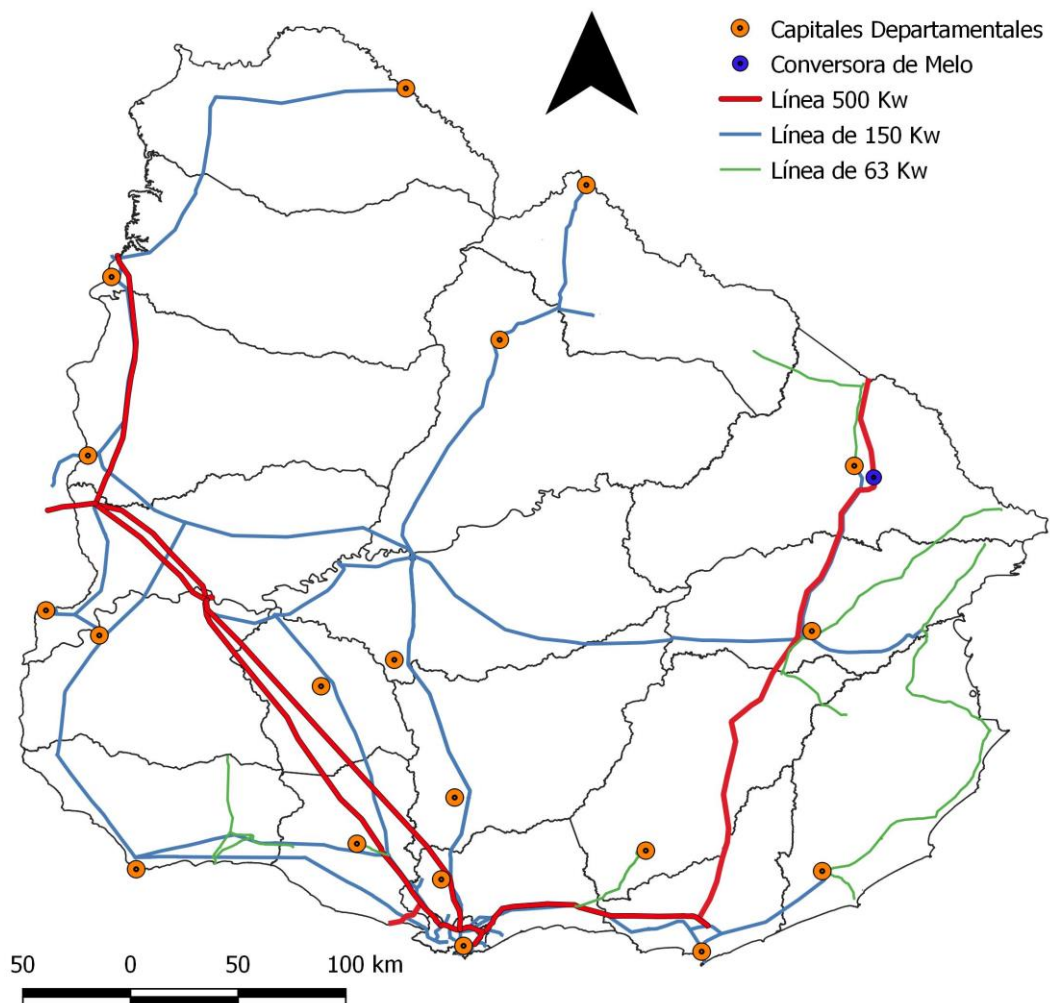 Capitales Departamentales
Conversora de Melo
Línea 500 Kw
Línea de 150 Kw
Línea de 63 Kw
50 0 50 100 km